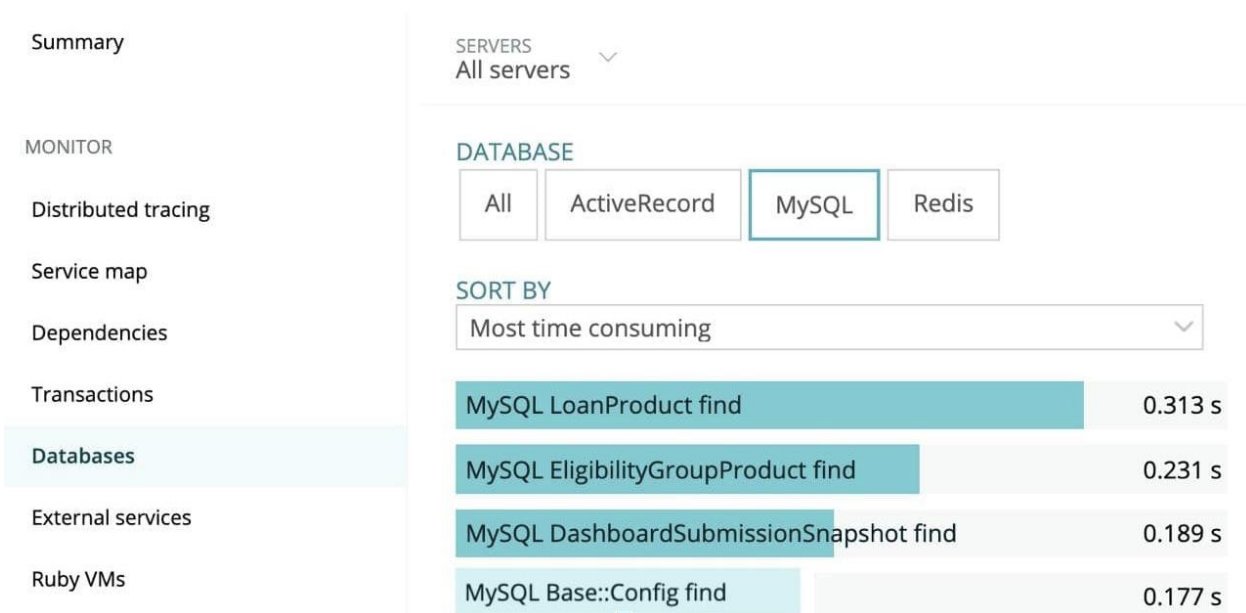 Summary
MONITOR
Distributed tracing
Service map
Dependencies
Transactions
Databases
External services
Ruby VMs
SERVERS
All servers
DATABASE
All ActiveRecord MySQL Redis
SORT BY
Most time consuming
MySQL LoanProduct find 0.313 s
MySQL EligibilityGroupProduct find 0.231 s
MySQL DashboardSubmissionSnapshot find 0.189 s
MySQL Base::Config find 0.177 s